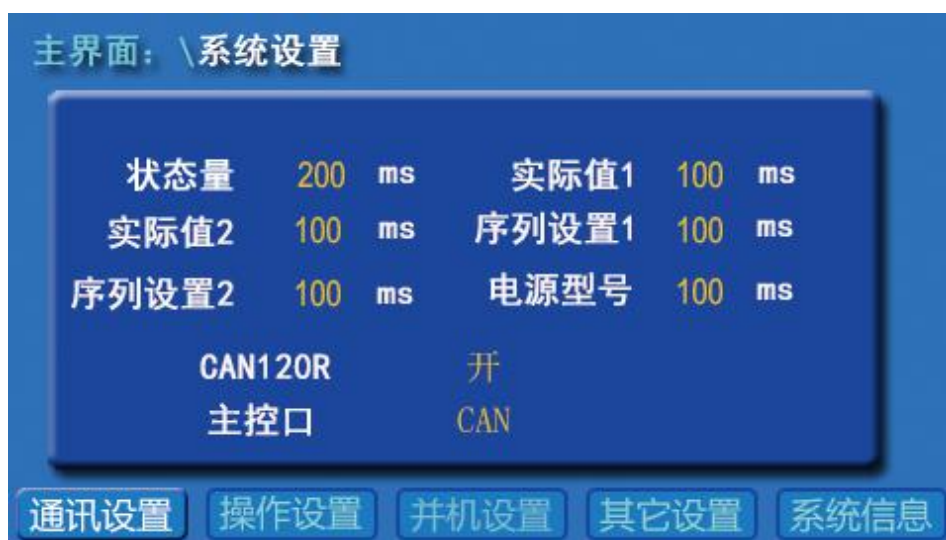 主界面：\系统设置
状态量 200 ms 实际值1 100 ms
实际值2 100 ms 序列设置1 100 ms
序列设置2 100 ms 电源型号 100 ms
CAN120R 开
主控口 CAN
通讯设置 操作设置 并机设置 其它设置 系统信息